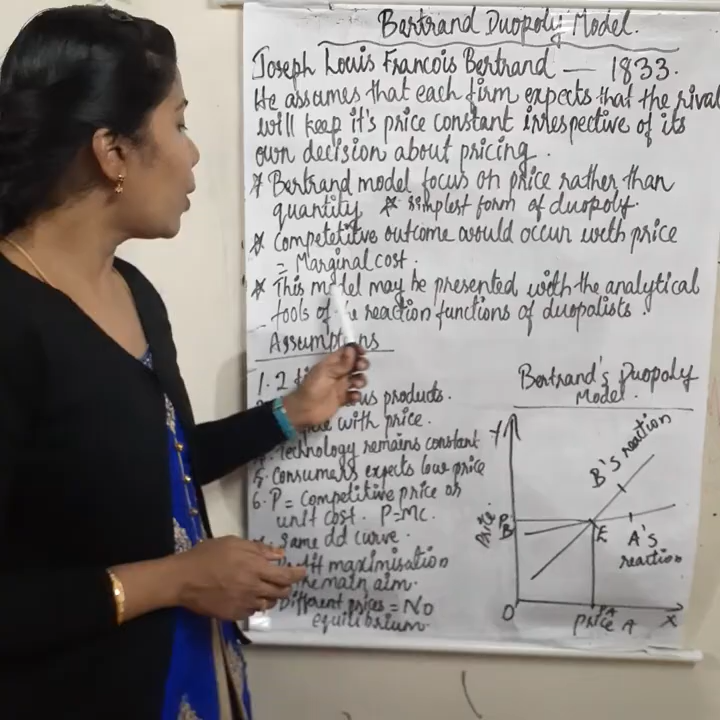 Bertrand Duopoly Model.
Joseph Louis Francois Bertrand — 1833.
He assumes that each firm expects that the rival
will keep it's price constant irrespective of its
own decision about pricing.
* Bertrand model focus on price rather than
quantity * simplest form of duopoly.
* Competetitve outcome would occur with price
= Marginal cost.
* This model may be presented with the analytical
tools of reaction functions of duopolists.
Assumptions
1. 2
products.
with price.
Technology remains constant
5. Consumers expects low price
6. P = Competitive price or
unit cost. P=MC.
Same dd curve.
maximisation
main aim.
Different prices = No
equilibrium.
Bertrand's Duopoly
Model.
Y
B's reaction
Price B
PB
E
A's
reaction
O
PA
Price A
X